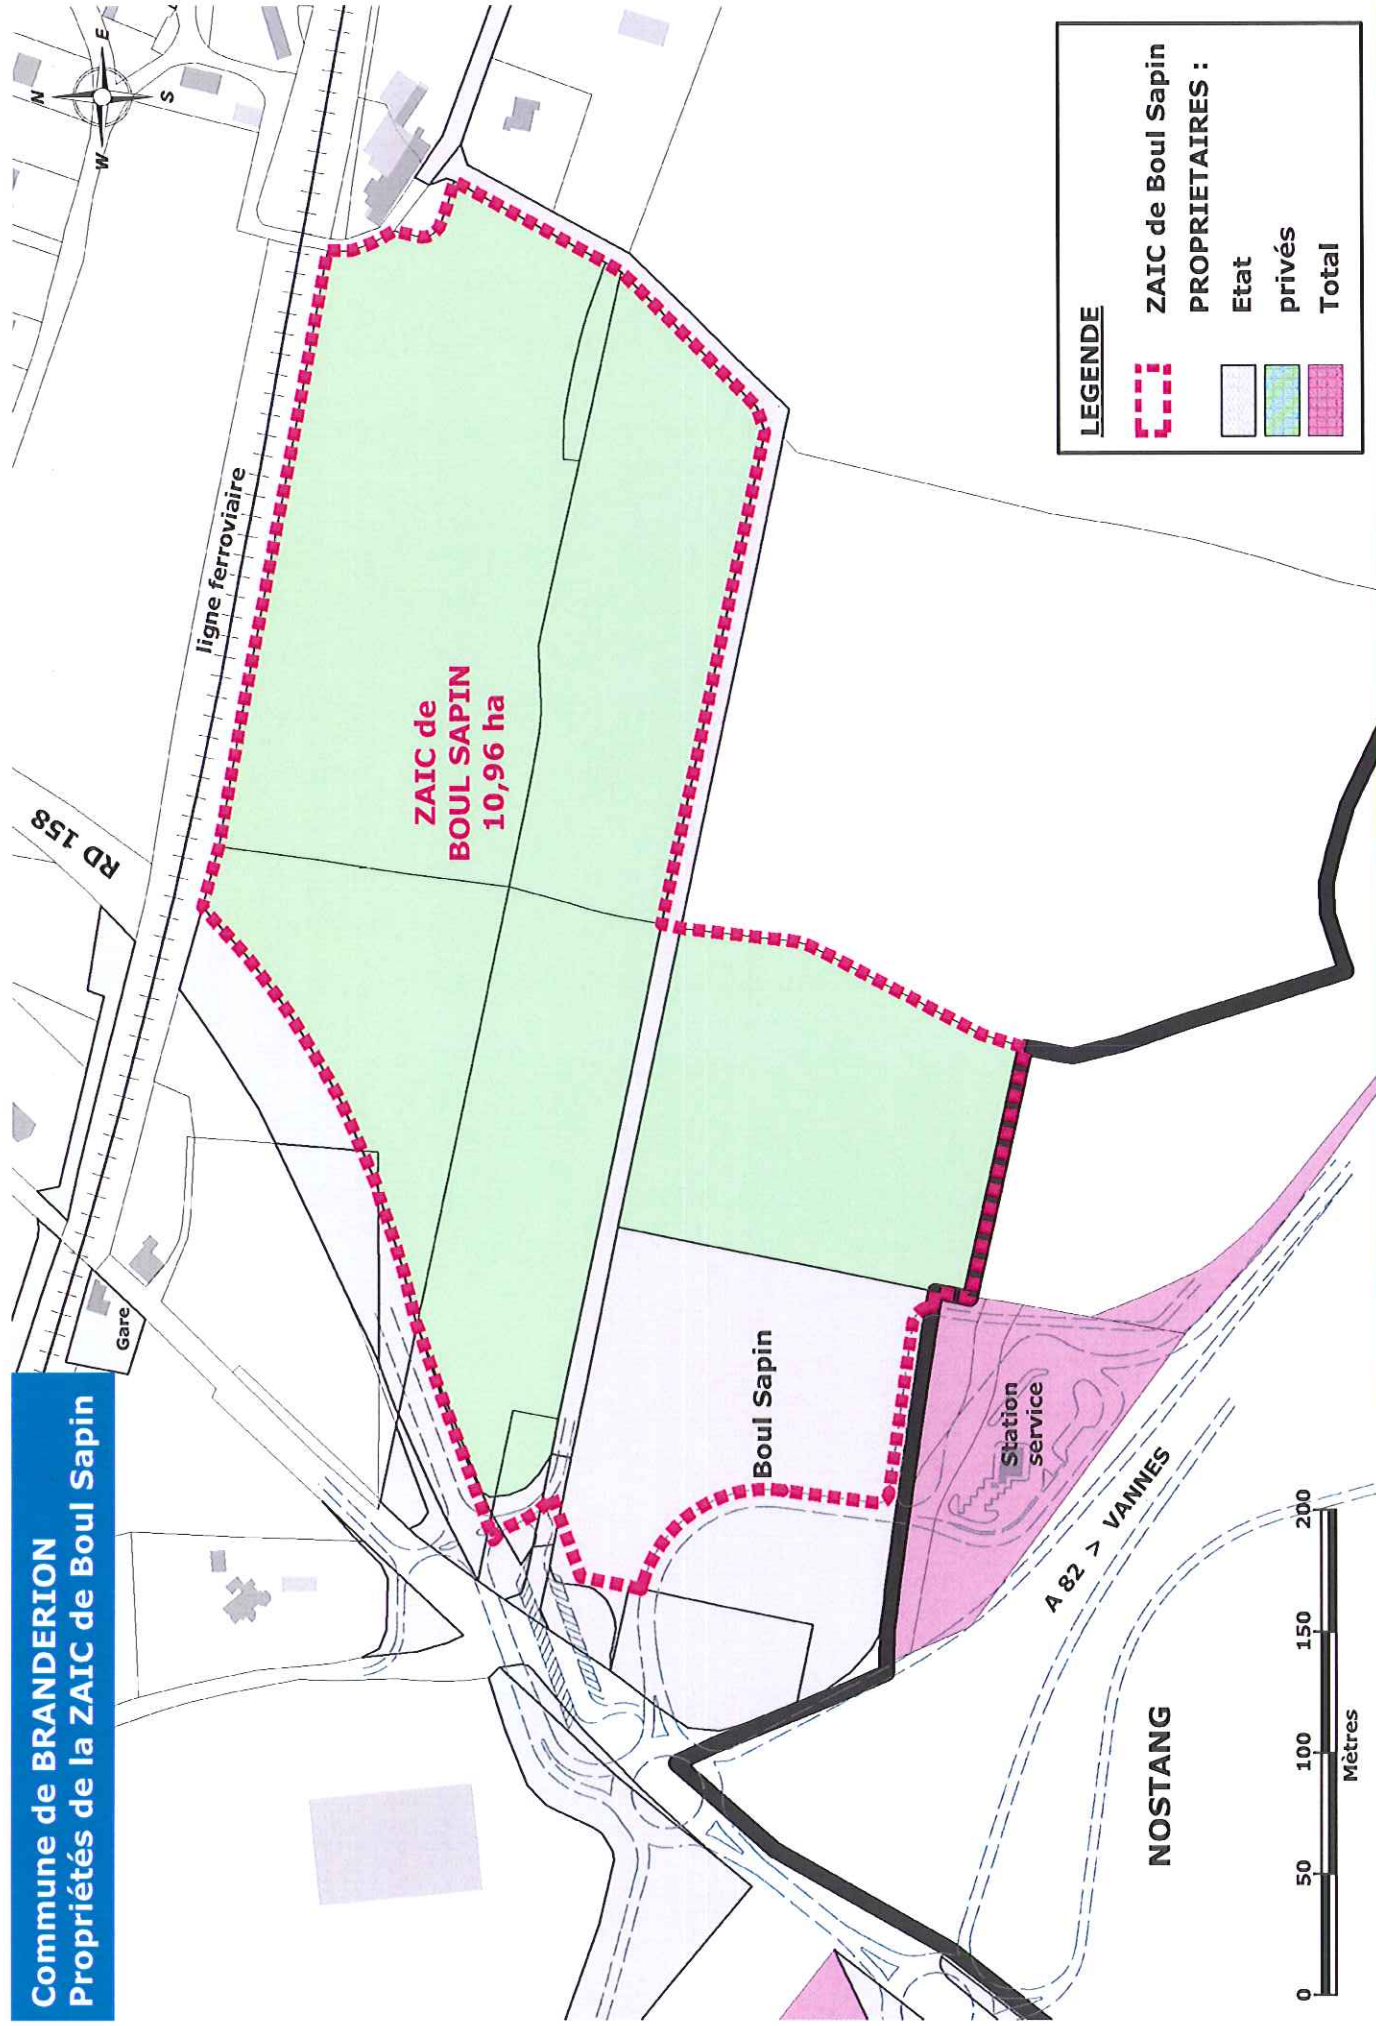 Commune de BRANDERION
Propriétés de la ZAIC de Boul Sapin
N
E
S
W
Gare
RD 158
ligne ferroviaire
ZAIC de
BOUL SAPIN
10,96 ha
Boul Sapin
Station
service
A 82 > VANNES
NOSTANG
0 50 100 150 200
Mètres
LEGENDE
ZAIC de Boul Sapin
PROPRIETAIRES :
Etat
privés
Total